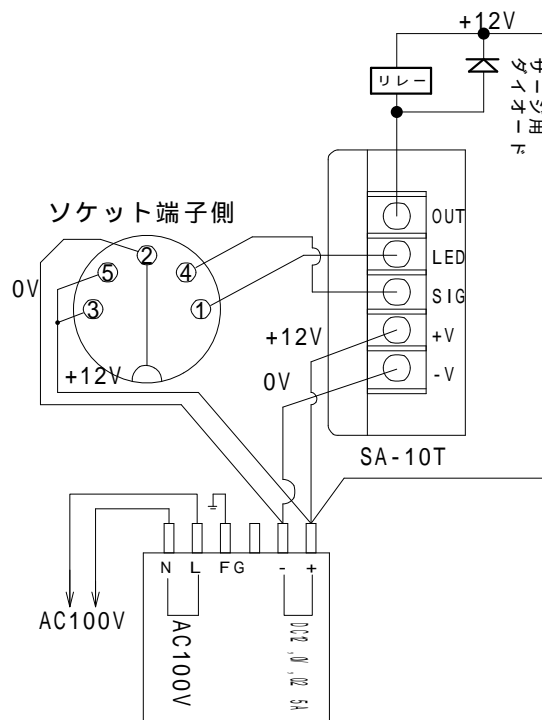 +12V
リレー
サージ用
ダイオード
ソケット端子側
OUT
LED
SIG
+V
-V
2
5
4
3
1
0V
+12V
+12V
0V
SA-10T
N L FG - +
AC100V
AC100V